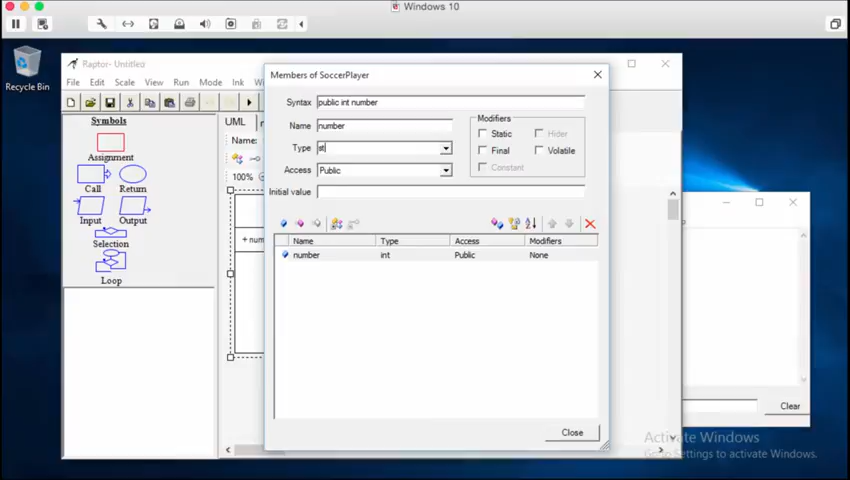 Windows 10
Recycle Bin
Raptor- Untitled
File Edit Scale View Run Mode Ink
Symbols
Assignment
Call Return
Input Output
Selection
Loop
UML
Name:
100%
+ num
Members of SoccerPlayer
Syntax public int number
Name number
Type st
Access Public
Initial value
Modifiers
Static Hider
Final Volatile
Constant
Name Type Access Modifiers
number int Public None
Close
Clear
Activate Windows
Settings to activate Windows.